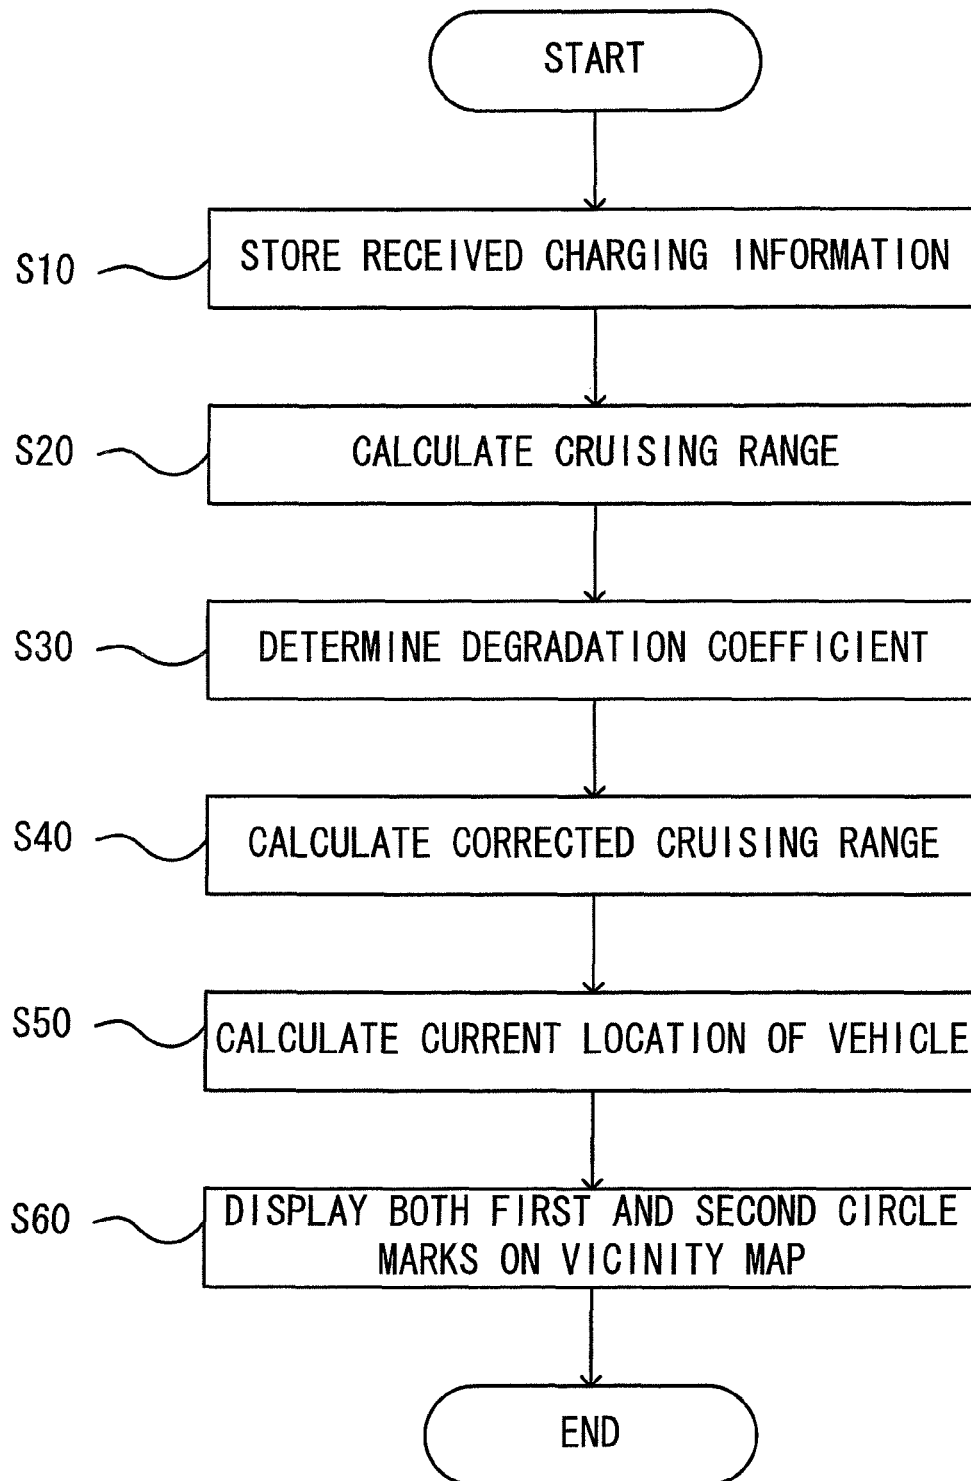 START
S10
STORE RECEIVED CHARGING INFORMATION
S20
CALCULATE CRUISING RANGE
S30
DETERMINE DEGRADATION COEFFICIENT
S40
CALCULATE CORRECTED CRUISING RANGE
S50
CALCULATE CURRENT LOCATION OF VEHICLE
S60
DISPLAY BOTH FIRST AND SECOND CIRCLE
MARKS ON VICINITY MAP
END